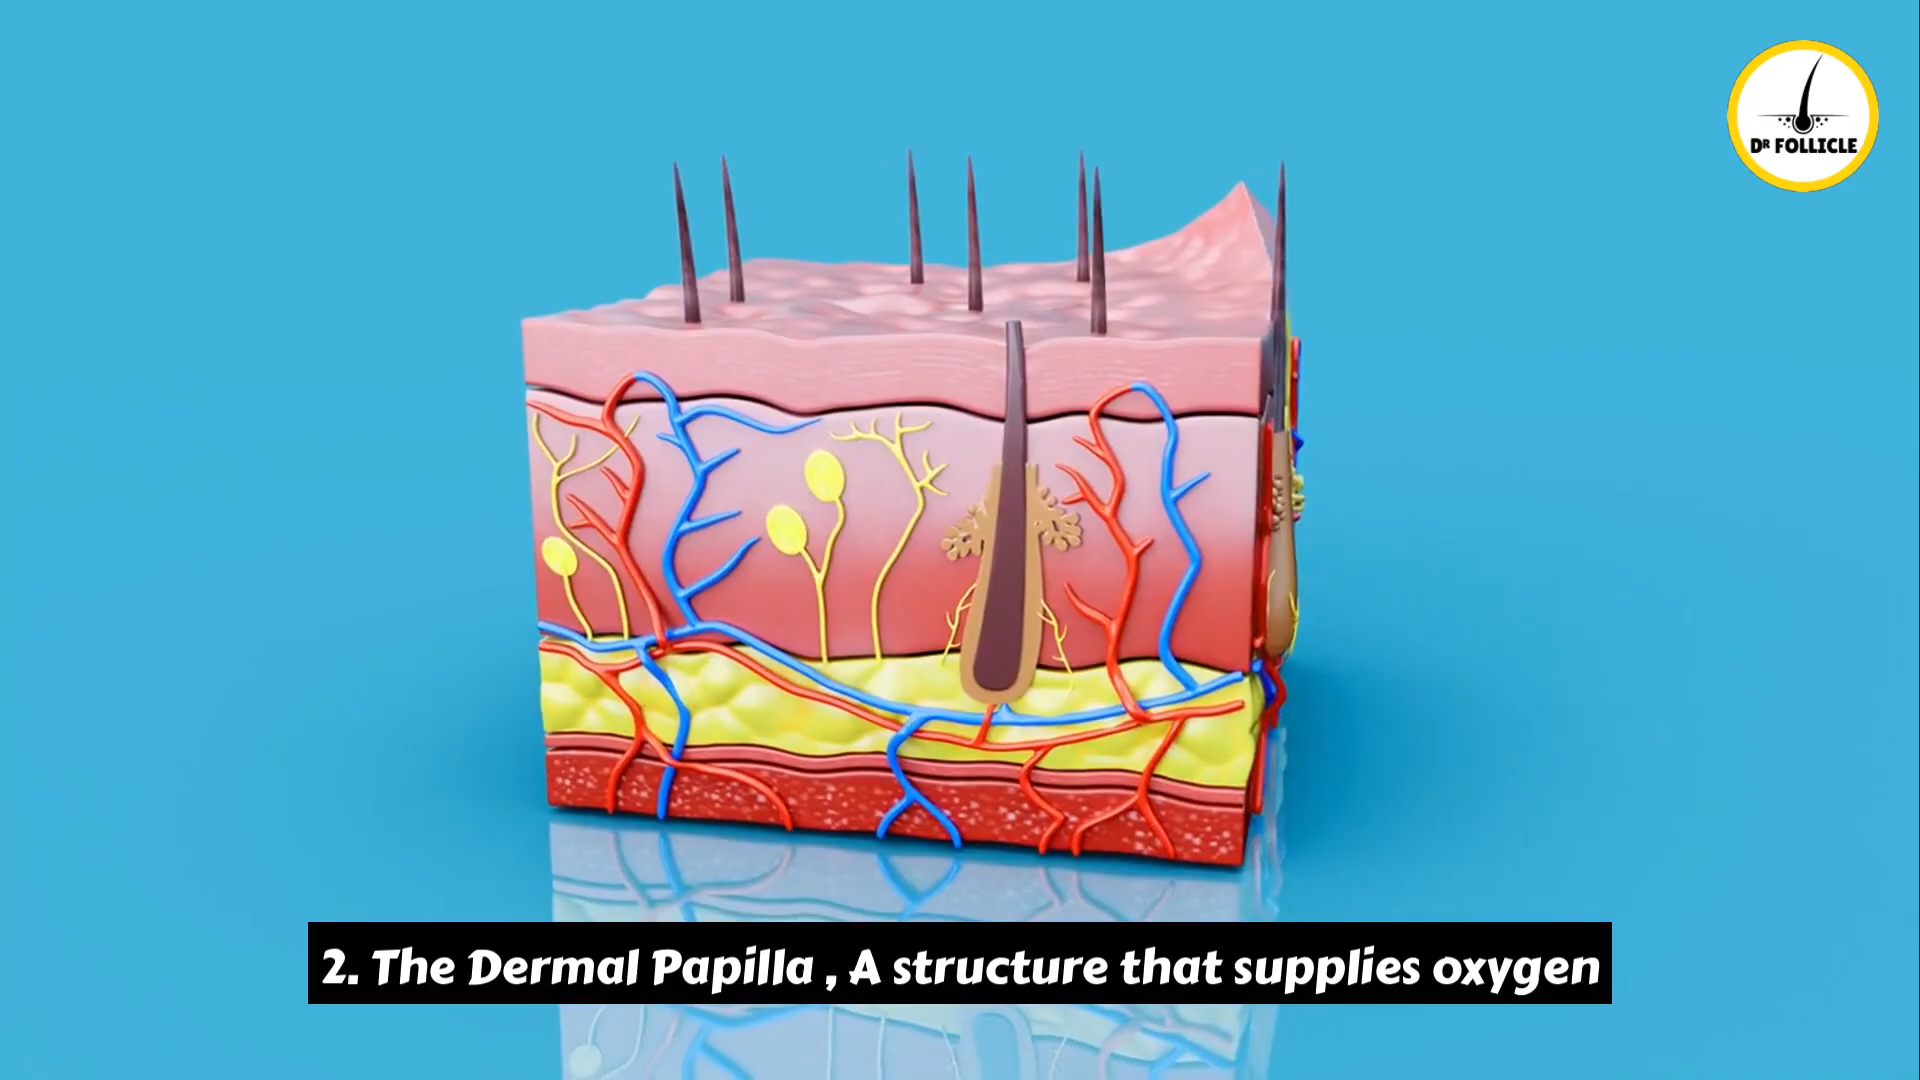 Dᴿ FOLLICLE
2. The Dermal Papilla , A structure that supplies oxygen